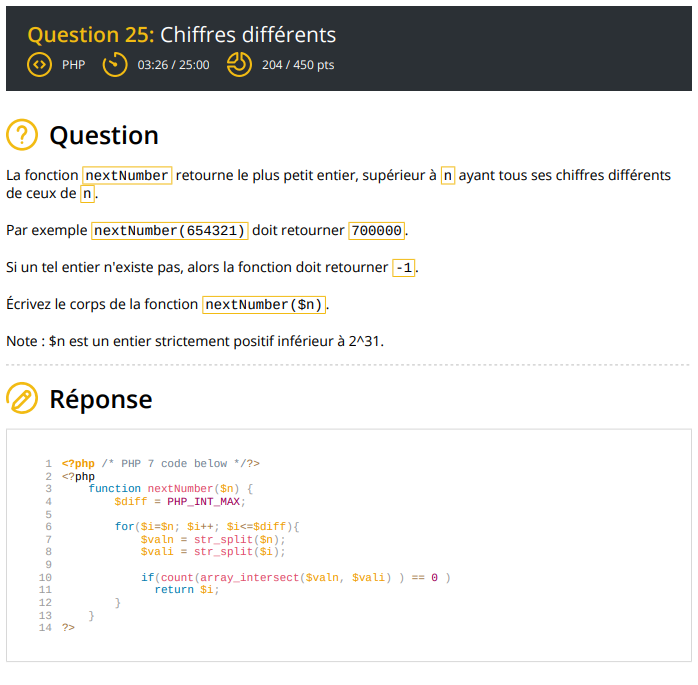 Question 25: Chiffres différents
PHP 03:26 / 25:00 204 / 450 pts
Question
La fonction nextNumber retourne le plus petit entier, supérieur à n ayant tous ses chiffres différents
de ceux de n.
Par exemple nextNumber(654321) doit retourner 700000.
Si un tel entier n'existe pas, alors la fonction doit retourner -1.
Écrivez le corps de la fonction nextNumber($n).
Note : $n est un entier strictement positif inférieur à 2^31.
Réponse
1 <?php /* PHP 7 code below */?>
2 <?php
3 function nextNumber($n) {
4 $diff = PHP_INT_MAX;
5
6 for($i=$n; $i++; $i<=$diff){
7 $valn = str_split($n);
8 $vali = str_split($i);
9
10 if(count(array_intersect($valn, $vali) ) == 0 )
11 return $i;
12 }
13 }
14 ?>